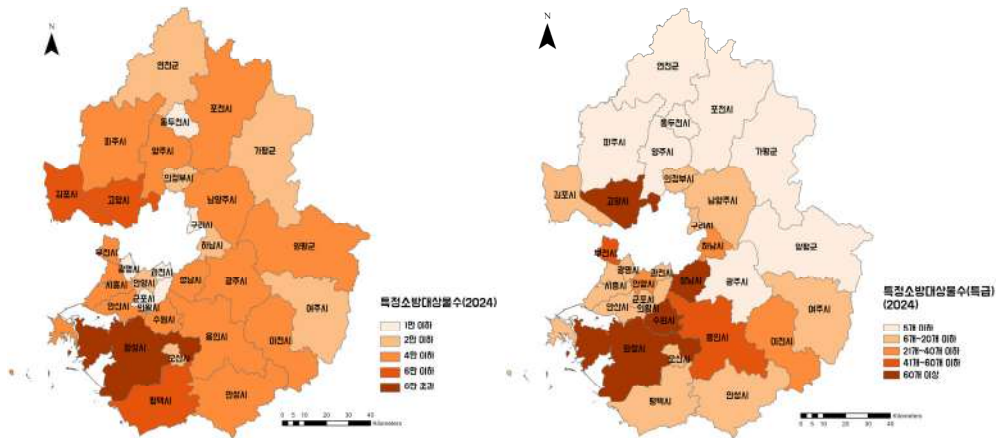 N
연천군
포천시
동두천시
파주시
양주시
가평군
의정부시
김포시
고양시
남양주시
구리시
하남시
양평군
부천시
광명시
과천시
시흥시
안양시
성남시
광주시
군포시
의왕시
안산시
수원시
여주시
용인시
이천시
화성시
오산시
안성시
평택시
특정소방대상물수(2024)
1만 이하
2만 이하
4만 이하
6만 이하
6만 초과
0 5 10 20 30 40
Kilometers
N
연천군
포천시
동두천시
파주시
양주시
가평군
의정부시
김포시
고양시
남양주시
구리시
하남시
양평군
부천시
광명시
과천시
시흥시
안양시
성남시
광주시
군포시
의왕시
안산시
수원시
여주시
용인시
이천시
화성시
오산시
안성시
평택시
특정소방대상물수(특급)
(2024)
5개 이하
6개~20개 이하
21개~40개 이하
41개~60개 이하
60개 이상
0 5 10 20 30 40
Kilometers